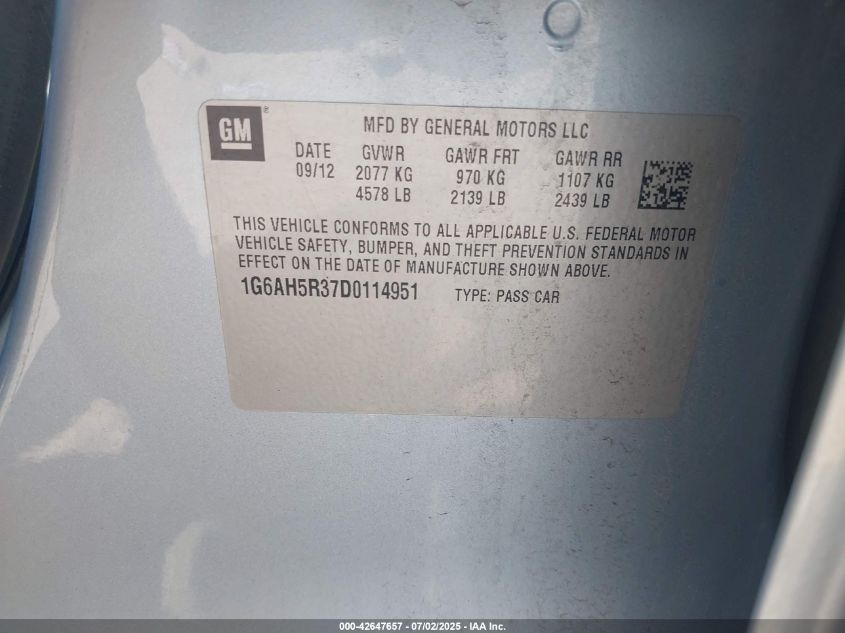 GM®
MFD BY GENERAL MOTORS LLC
DATE GVWR GAWR FRT GAWR RR
09/12 2077 KG 970 KG 1107 KG
4578 LB 2139 LB 2439 LB
THIS VEHICLE CONFORMS TO ALL APPLICABLE U.S. FEDERAL MOTOR
VEHICLE SAFETY, BUMPER, AND THEFT PREVENTION STANDARDS IN
EFFECT ON THE DATE OF MANUFACTURE SHOWN ABOVE.
1G6AH5R37D0114951 TYPE: PASS CAR
000-42647657 - 07/02/2025 - IAA Inc.